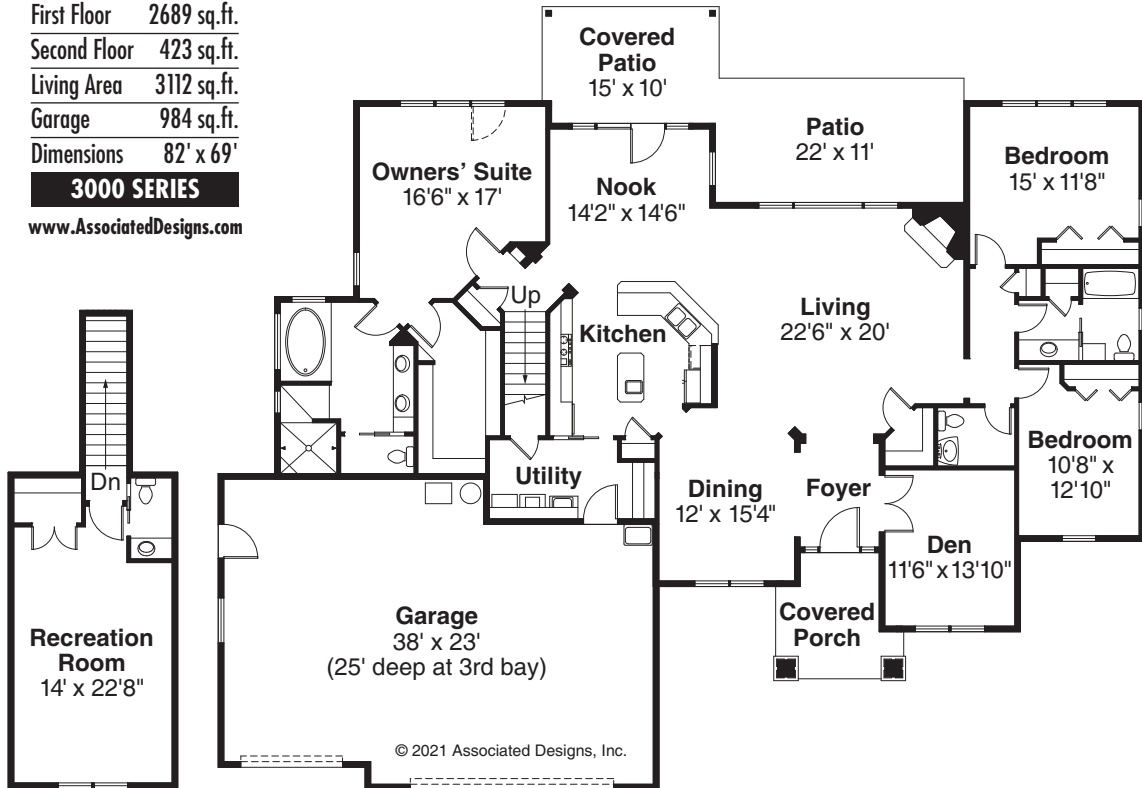 First Floor 2689 sq.ft.
Second Floor 423 sq.ft.
Living Area 3112 sq.ft.
Garage 984 sq.ft.
Dimensions 82' x 69'
3000 SERIES
www.AssociatedDesigns.com
Covered
Patio
15' x 10'
Patio
22' x 11'
Bedroom
15' x 11'8"
Owners' Suite
16'6" x 17'
Nook
14'2" x 14'6"
Up
Kitchen
Living
22'6" x 20'
Bedroom
10'8" x
12'10"
Utility
Dining
12' x 15'4"
Foyer
Den
11'6" x 13'10"
Covered
Porch
Garage
38' x 23'
(25' deep at 3rd bay)
© 2021 Associated Designs, Inc.
Dn
Recreation
Room
14' x 22'8"